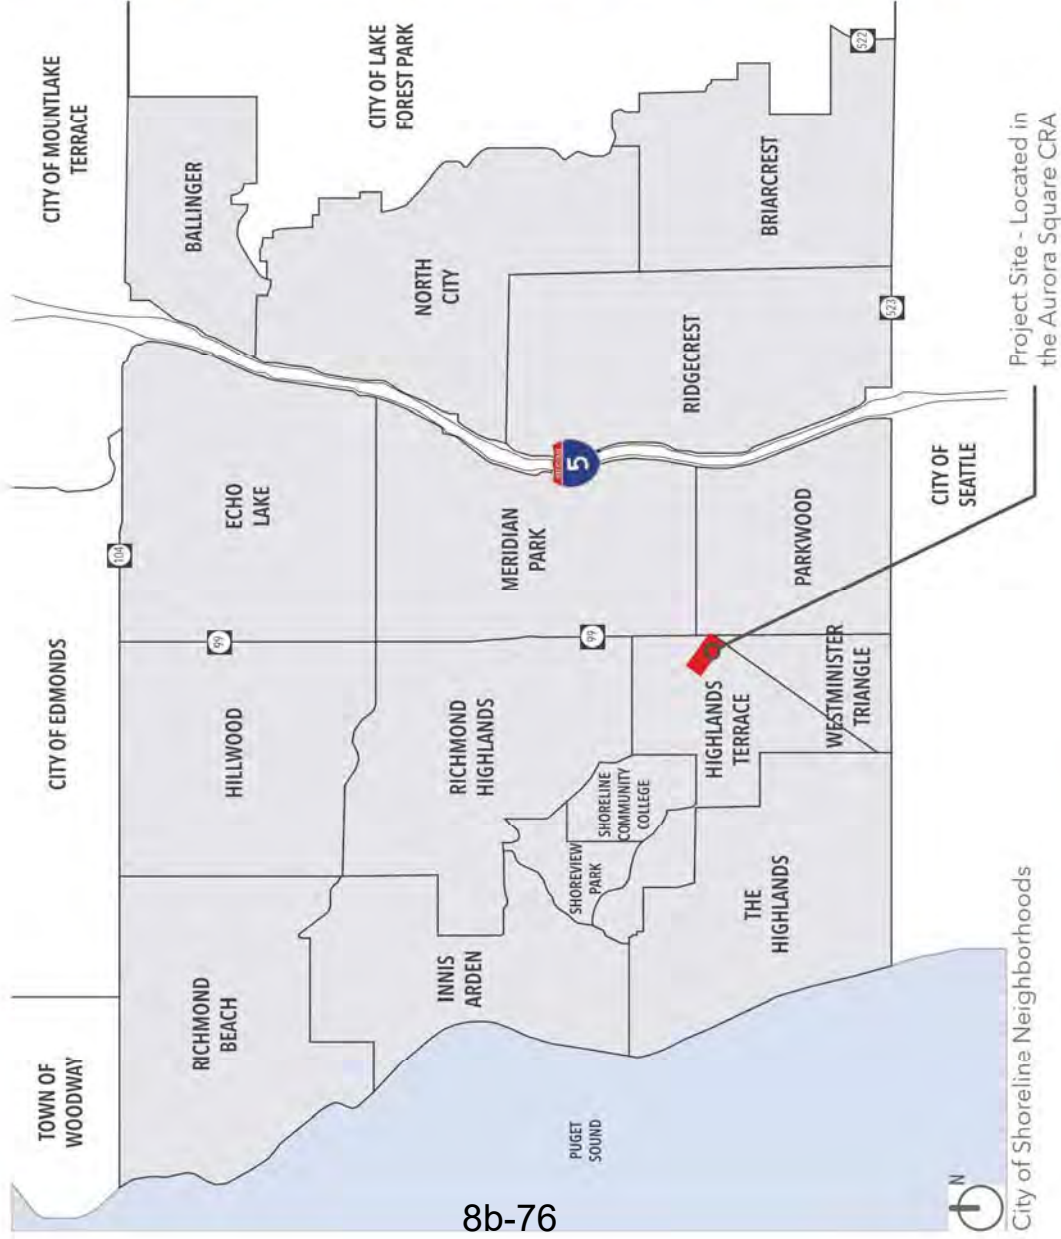 TOWN OF
WOODWAY
CITY OF EDMONDS
CITY OF MOUNTLAKE
TERRACE
104
RICHMOND
BEACH
HILLWOOD
99
ECHO
LAKE
BALLINGER
CITY OF LAKE
FOREST PARK
INNIS
ARDEN
RICHMOND
HIGHLANDS
MERIDIAN
PARK
NORTH
CITY
99
5
SHOREVIEW
PARK
SHORELINE
COMMUNITY
COLLEGE
PUGET
SOUND
THE
HIGHLANDS
HIGHLANDS
TERRACE
RIDGECREST
BRIARCREST
WESTMINISTER
TRIANGLE
PARKWOOD
523
522
CITY OF
SEATTLE
N
City of Shoreline Neighborhoods
Project Site - Located in
the Aurora Square CRA
8b-76